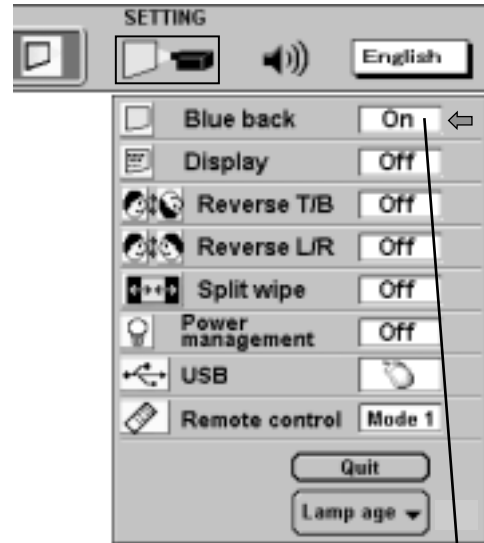 SETTING
English
Blue back On
Display Off
Reverse T/B Off
Reverse L/R Off
Split wipe Off
Power
management Off
USB
Remote control Mode 1
Quit
Lamp age